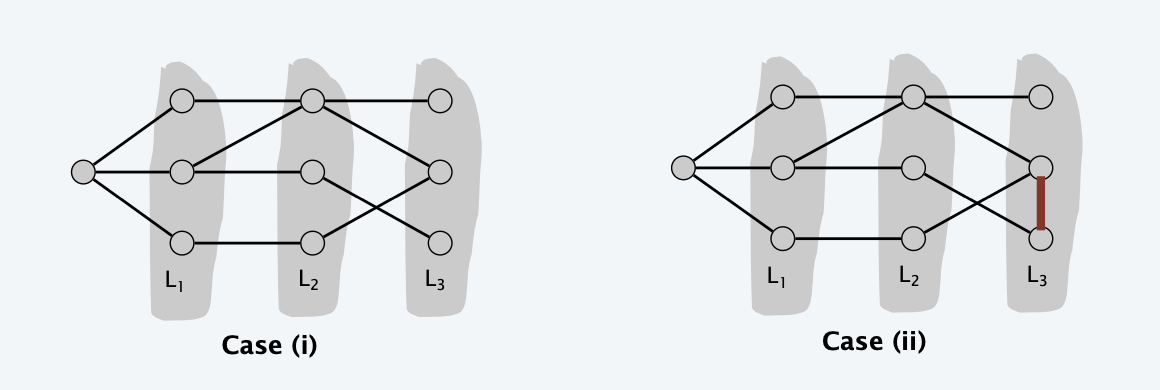 L₁ L₂ L₃
Case (i)
L₁ L₂ L₃
Case (ii)